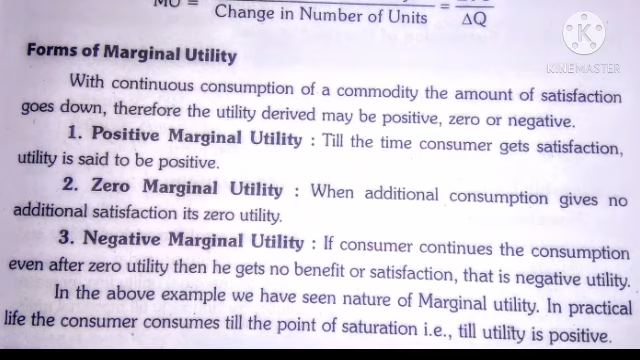 MU =
Change in Number of Units = ΔQ
KINEMASTER
Forms of Marginal Utility
With continuous consumption of a commodity the amount of satisfaction
goes down, therefore the utility derived may be positive, zero or negative.
1. Positive Marginal Utility : Till the time consumer gets satisfaction,
utility is said to be positive.
2. Zero Marginal Utility : When additional consumption gives no
additional satisfaction its zero utility.
3. Negative Marginal Utility : If consumer continues the consumption
even after zero utility then he gets no benefit or satisfaction, that is negative utility.
In the above example we have seen nature of Marginal utility. In practical
life the consumer consumes till the point of saturation i.e., till utility is positive.